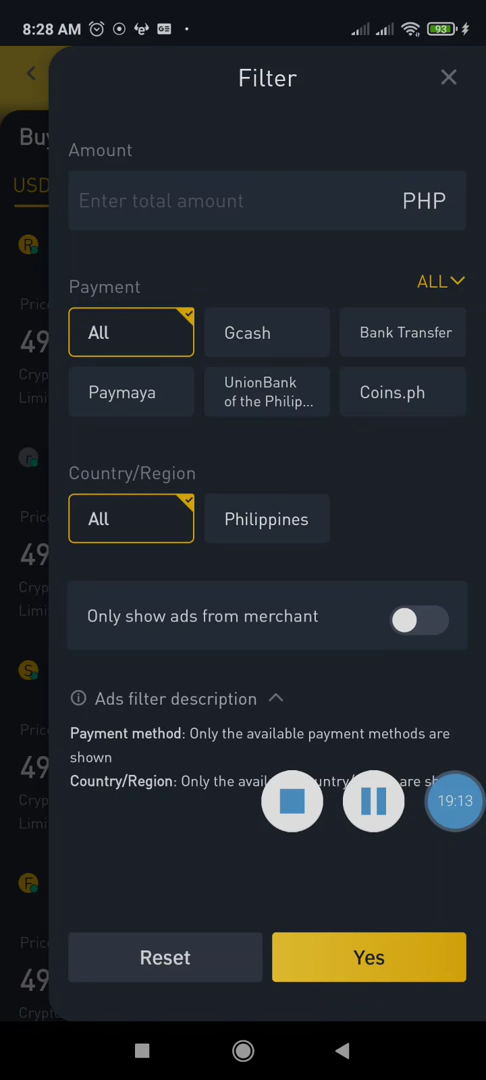 8:28 AM
93
Filter
Buy
USD
Amount
Enter total amount PHP
Payment ALL
All Gcash Bank Transfer
Paymaya UnionBank of the Philip... Coins.ph
Country/Region
All Philippines
Only show ads from merchant
Ads filter description
Payment method: Only the available payment methods are
shown
Country/Region: Only the are
19:13
Reset Yes
R
Price
49
Cryp
Limi
r
Price
49
Cryp
Limi
S
Price
49
Cryp
Limi
F
Price
49
Crypt